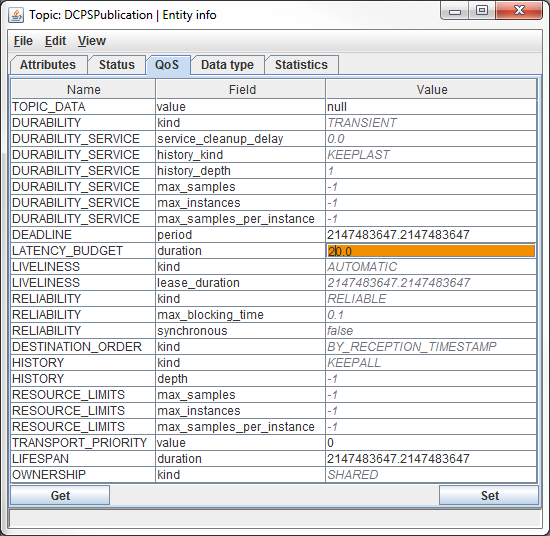 Topic: DCPSPublication | Entity info
File Edit View
Attributes Status QoS Data type Statistics
Name Field Value
TOPIC_DATA value null
DURABILITY kind TRANSIENT
DURABILITY_SERVICE service_cleanup_delay 0.0
DURABILITY_SERVICE history_kind KEEPLAST
DURABILITY_SERVICE history_depth 1
DURABILITY_SERVICE max_samples -1
DURABILITY_SERVICE max_instances -1
DURABILITY_SERVICE max_samples_per_instance -1
DEADLINE period 2147483647.2147483647
LATENCY_BUDGET duration 20.0
LIVELINESS kind AUTOMATIC
LIVELINESS lease_duration 2147483647.2147483647
RELIABILITY kind RELIABLE
RELIABILITY max_blocking_time 0.1
RELIABILITY synchronous false
DESTINATION_ORDER kind BY_RECEPTION_TIMESTAMP
HISTORY kind KEEPALL
HISTORY depth -1
RESOURCE_LIMITS max_samples -1
RESOURCE_LIMITS max_instances -1
RESOURCE_LIMITS max_samples_per_instance -1
TRANSPORT_PRIORITY value 0
LIFESPAN duration 2147483647.2147483647
OWNERSHIP kind SHARED
Get Set